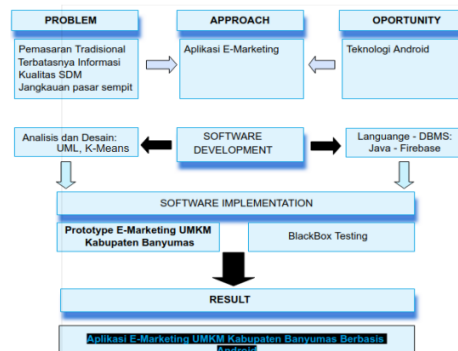 PROBLEM
APPROACH
OPORTUNITY
Pemasaran Tradisional
Terbatasnya Informasi
Kualitas SDM
Jangkauan pasar sempit
Aplikasi E-Marketing
Teknologi Android
Analisis dan Desain:
UML, K-Means
SOFTWARE
DEVELOPMENT
Languange - DBMS:
Java - Firebase
SOFTWARE IMPLEMENTATION
Prototype E-Marketing UMKM
Kabupaten Banyumas
BlackBox Testing
RESULT
Aplikasi E-Marketing UMKM Kabupaten Banyumas Berbasis
Android